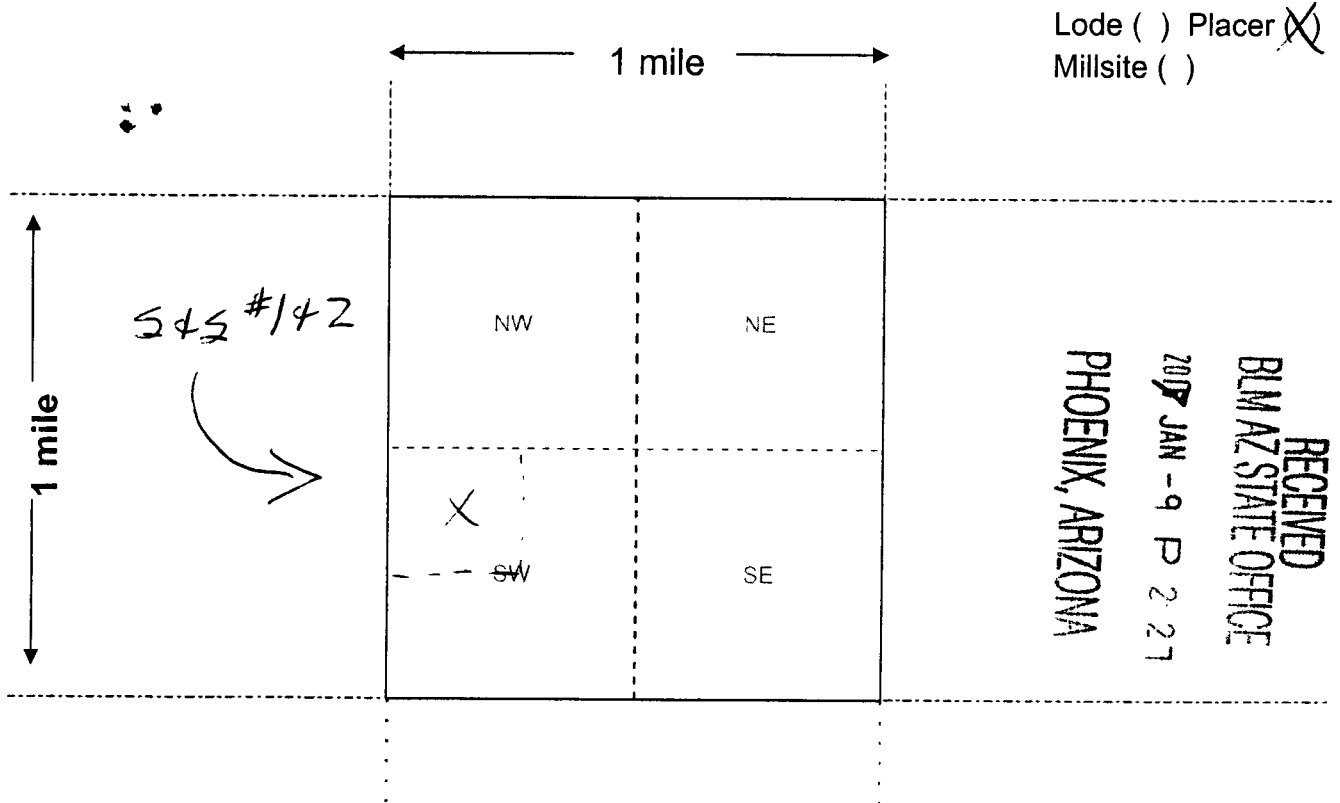 Lode ( ) Placer (X)
Millsite ( )
1 mile
1 mile
S&S #1&2
NW
NE
X
SW
SE
RECEIVED
BLM AZ STATE OFFICE
JAN -9 P 2:27
PHOENIX, ARIZONA